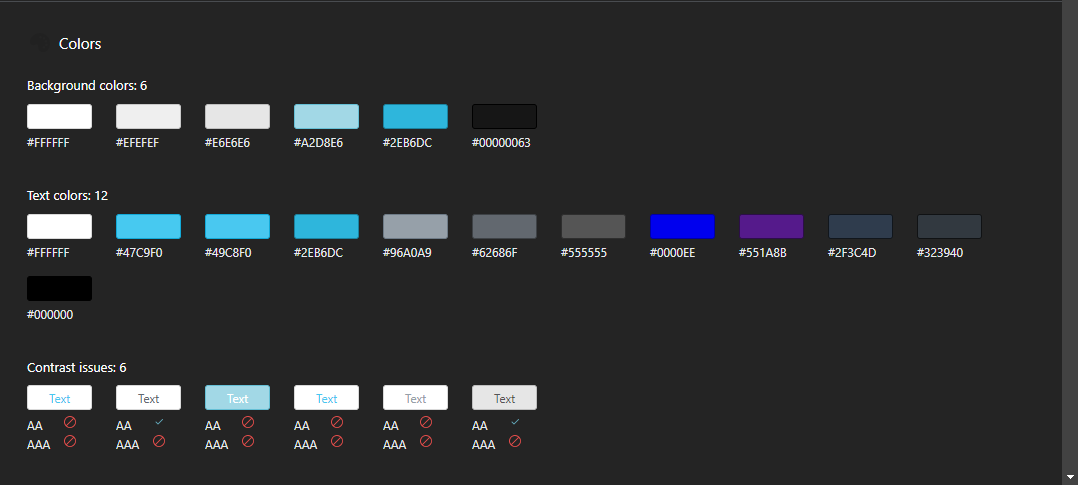 Colors
Background colors: 6
#FFFFFF #EFEFEF #E6E6E6 #A2D8E6 #2EB6DC #00000063
Text colors: 12
#FFFFFF #47C9F0 #49C8F0 #2EB6DC #96A0A9 #62686F #555555 #0000EE #551A8B #2F3C4D #323940
#000000
Contrast issues: 6
Text Text Text Text Text Text
AA AA AA AA AA AA
AAA AAA AAA AAA AAA AAA